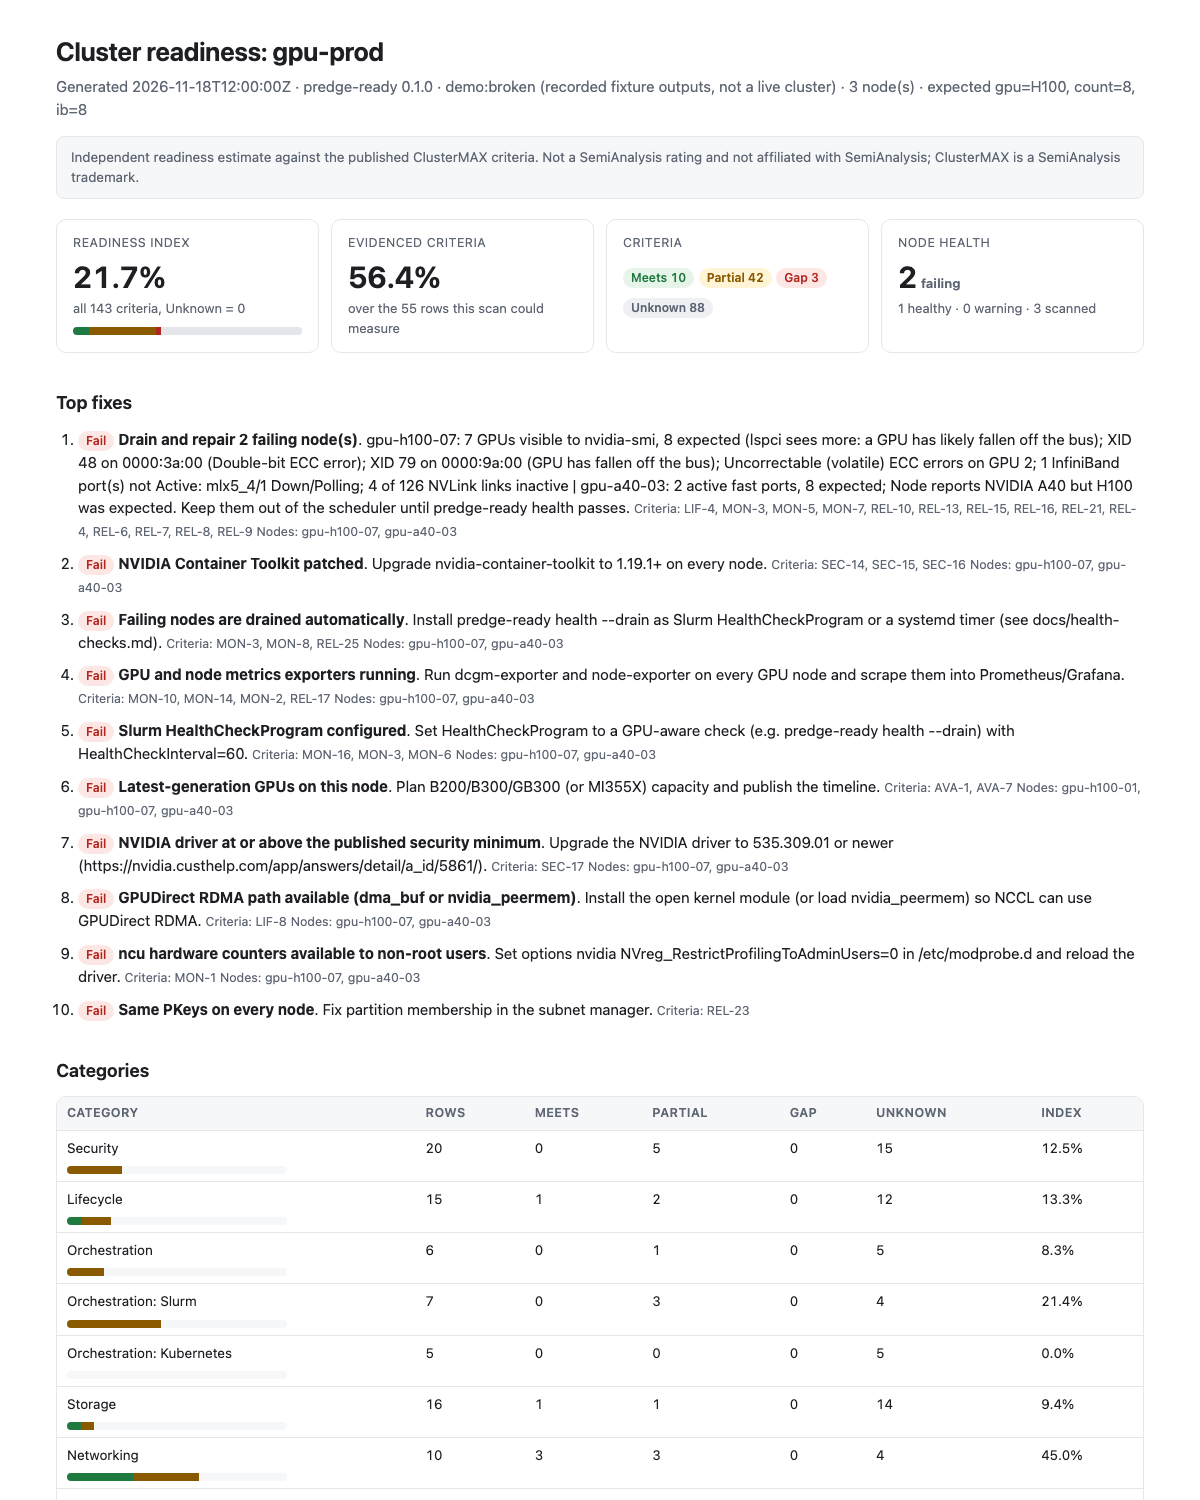 Cluster readiness: gpu-prod
Generated 2026-11-18T12:00:00Z · predge-ready 0.1.0 · demo:broken (recorded fixture outputs, not a live cluster) · 3 node(s) · expected gpu=H100, count=8,
ib=8
Independent readiness estimate against the published ClusterMAX criteria. Not a SemiAnalysis rating and not affiliated with SemiAnalysis; ClusterMAX is a SemiAnalysis
trademark.
READINESS INDEX
21.7%
all 143 criteria, Unknown = 0
EVIDENCED CRITERIA
56.4%
over the 55 rows this scan could
measure
CRITERIA
Meets 10 Partial 42 Gap 3
Unknown 88
NODE HEALTH
2 failing
1 healthy · 0 warning · 3 scanned
Top fixes
1. Fail Drain and repair 2 failing node(s). gpu-h100-07: 7 GPUs visible to nvidia-smi, 8 expected (lspci sees more: a GPU has likely fallen off the bus); XID
48 on 0000:3a:00 (Double-bit ECC error); XID 79 on 0000:9a:00 (GPU has fallen off the bus); Uncorrectable (volatile) ECC errors on GPU 2; 1 InfiniBand
port(s) not Active: mlx5_4/1 Down/Polling; 4 of 126 NVLink links inactive | gpu-a40-03: 2 active fast ports, 8 expected; Node reports NVIDIA A40 but H100
was expected. Keep them out of the scheduler until predge-ready health passes. Criteria: LIF-4, MON-3, MON-5, MON-7, REL-10, REL-13, REL-15, REL-16, REL-21, REL-
4, REL-6, REL-7, REL-8, REL-9 Nodes: gpu-h100-07, gpu-a40-03
2. Fail NVIDIA Container Toolkit patched. Upgrade nvidia-container-toolkit to 1.19.1+ on every node. Criteria: SEC-14, SEC-15, SEC-16 Nodes: gpu-h100-07, gpu-
a40-03
3. Fail Failing nodes are drained automatically. Install predge-ready health --drain as Slurm HealthCheckProgram or a systemd timer (see docs/health-
checks.md). Criteria: MON-3, MON-8, REL-25 Nodes: gpu-h100-07, gpu-a40-03
4. Fail GPU and node metrics exporters running. Run dcgm-exporter and node-exporter on every GPU node and scrape them into Prometheus/Grafana.
Criteria: MON-10, MON-14, MON-2, REL-17 Nodes: gpu-h100-07, gpu-a40-03
5. Fail Slurm HealthCheckProgram configured. Set HealthCheckProgram to a GPU-aware check (e.g. predge-ready health --drain) with
HealthCheckInterval=60. Criteria: MON-16, MON-3, MON-6 Nodes: gpu-h100-07, gpu-a40-03
6. Fail Latest-generation GPUs on this node. Plan B200/B300/GB300 (or MI355X) capacity and publish the timeline. Criteria: AVA-1, AVA-7 Nodes: gpu-h100-01,
gpu-h100-07, gpu-a40-03
7. Fail NVIDIA driver at or above the published security minimum. Upgrade the NVIDIA driver to 535.309.01 or newer
(https://nvidia.custhelp.com/app/answers/detail/a_id/5861/). Criteria: SEC-17 Nodes: gpu-h100-07, gpu-a40-03
8. Fail GPUDirect RDMA path available (dma_buf or nvidia_peermem). Install the open kernel module (or load nvidia_peermem) so NCCL can use
GPUDirect RDMA. Criteria: LIF-8 Nodes: gpu-h100-07, gpu-a40-03
9. Fail ncu hardware counters available to non-root users. Set options nvidia NVreg_RestrictProfilingToAdminUsers=0 in /etc/modprobe.d and reload the
driver. Criteria: MON-1 Nodes: gpu-h100-07, gpu-a40-03
10. Fail Same PKeys on every node. Fix partition membership in the subnet manager. Criteria: REL-23
Categories
CATEGORY ROWS MEETS PARTIAL GAP UNKNOWN INDEX
Security 20 0 5 0 15 12.5%
Lifecycle 15 1 2 0 12 13.3%
Orchestration 6 0 1 0 5 8.3%
Orchestration: Slurm 7 0 3 0 4 21.4%
Orchestration: Kubernetes 5 0 0 0 5 0.0%
Storage 16 1 1 0 14 9.4%
Networking 10 3 3 0 4 45.0%